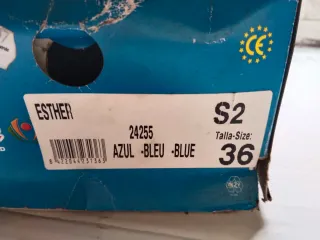 CE
ESTHER
S2
24255
Talla-Size:
AZUL -BLEU -BLUE
36